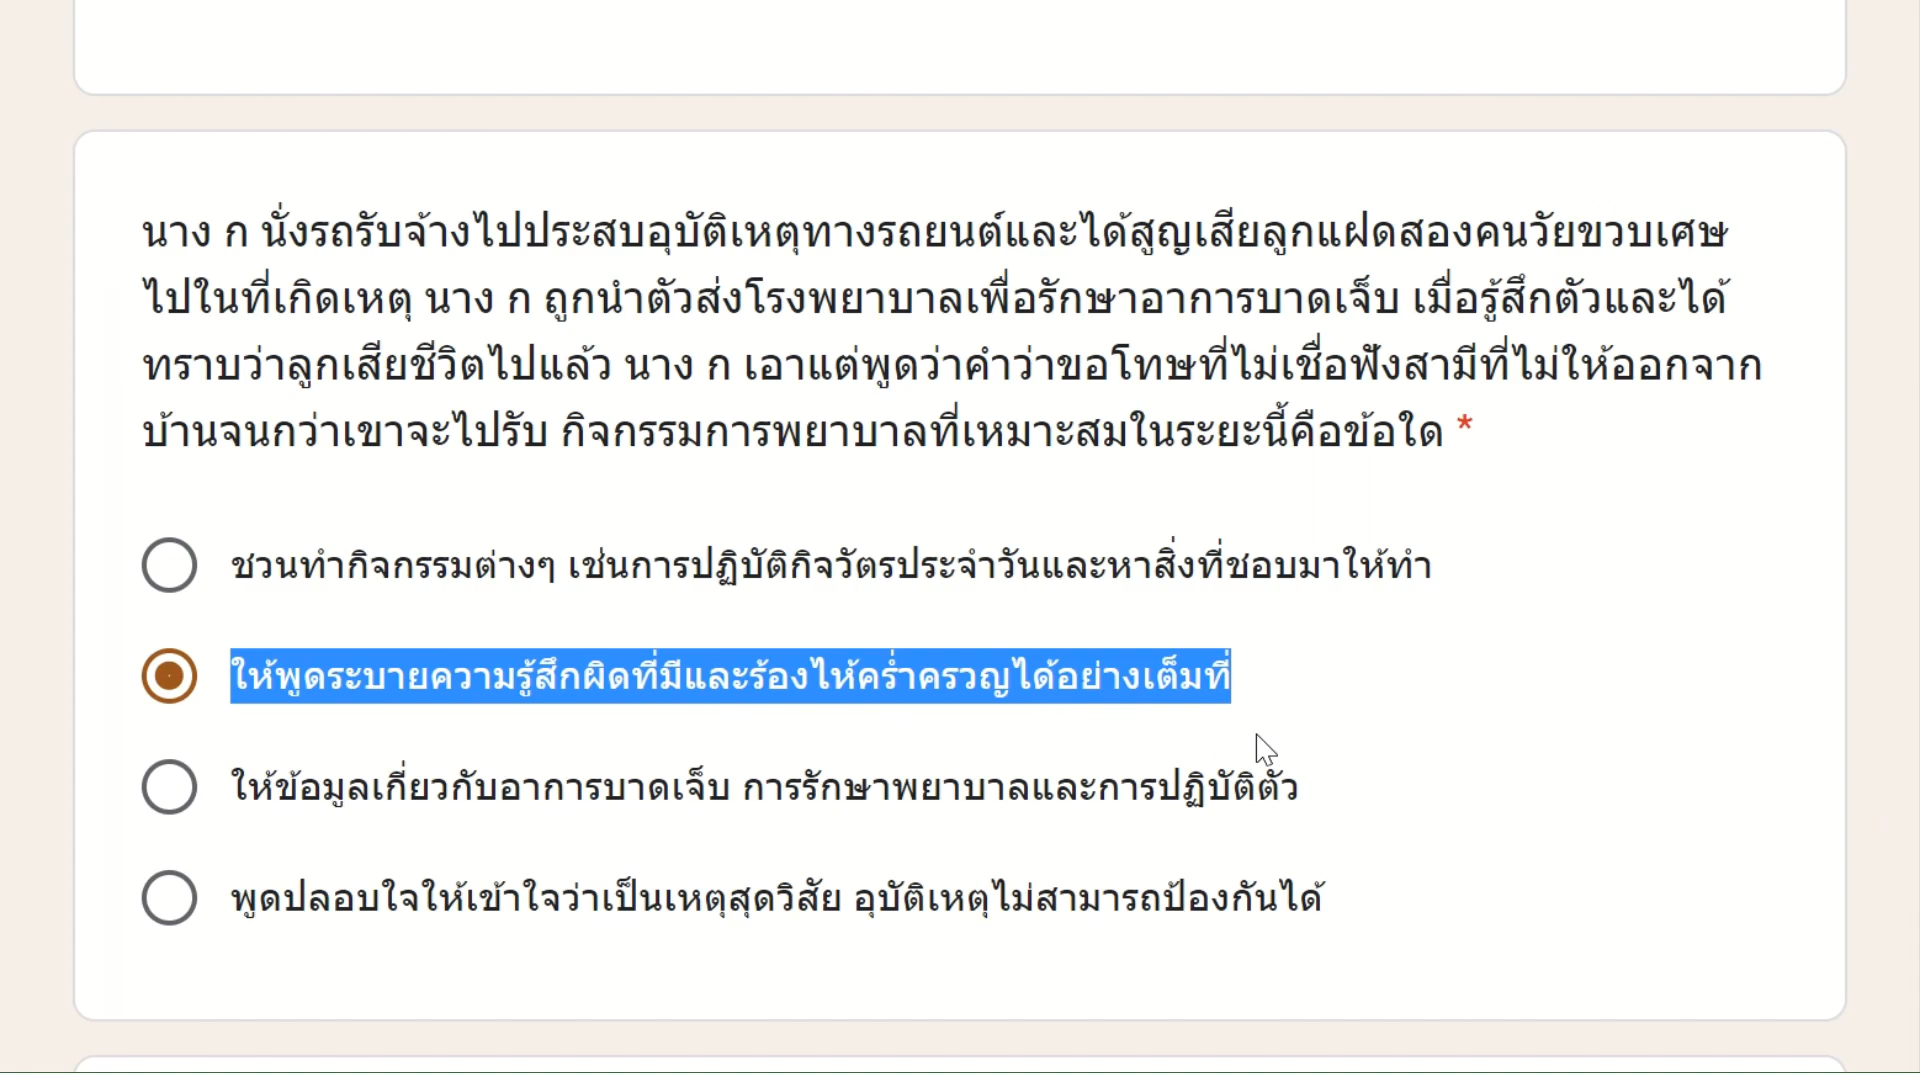 นาง ก นั่งรถรับจ้างไปประสบอุบัติเหตุทางรถยนต์และได้สูญเสียลูกแฝดสองคนวัยขวบเศษ
ไปในที่เกิดเหตุ นาง ก ถูกนำตัวส่งโรงพยาบาลเพื่อรักษาอาการบาดเจ็บ เมื่อรู้สึกตัวและได้
ทราบว่าลูกเสียชีวิตไปแล้ว นาง ก เอาแต่พูดว่าคำว่าขอโทษที่ไม่เชื่อฟังสามีที่ไม่ให้ออกจาก
บ้านจนกว่าเขาจะไปรับ กิจกรรมการพยาบาลที่เหมาะสมในระยะนี้คือข้อใด *
ชวนทำกิจกรรมต่างๆ เช่นการปฏิบัติกิจวัตรประจำวันและหาสิ่งที่ชอบมาให้ทำ
ให้พูดระบายความรู้สึกผิดที่มีและร้องไห้คร่ำครวญได้อย่างเต็มที่
ให้ข้อมูลเกี่ยวกับอาการบาดเจ็บ การรักษาพยาบาลและการปฏิบัติตัว
พูดปลอบใจให้เข้าใจว่าเป็นเหตุสุดวิสัย อุบัติเหตุไม่สามารถป้องกันได้